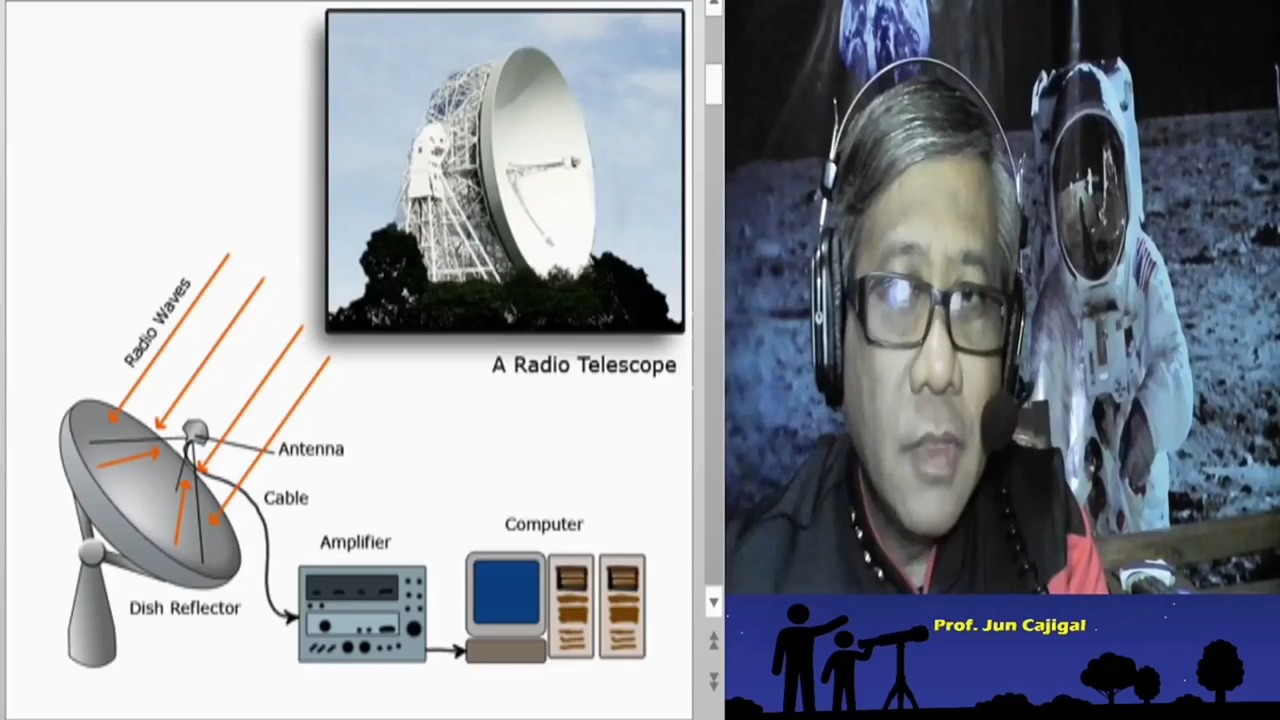 A Radio Telescope
Radio Waves
Antenna
Cable
Computer
Amplifier
Dish Reflector
Prof. Jun Cajigal